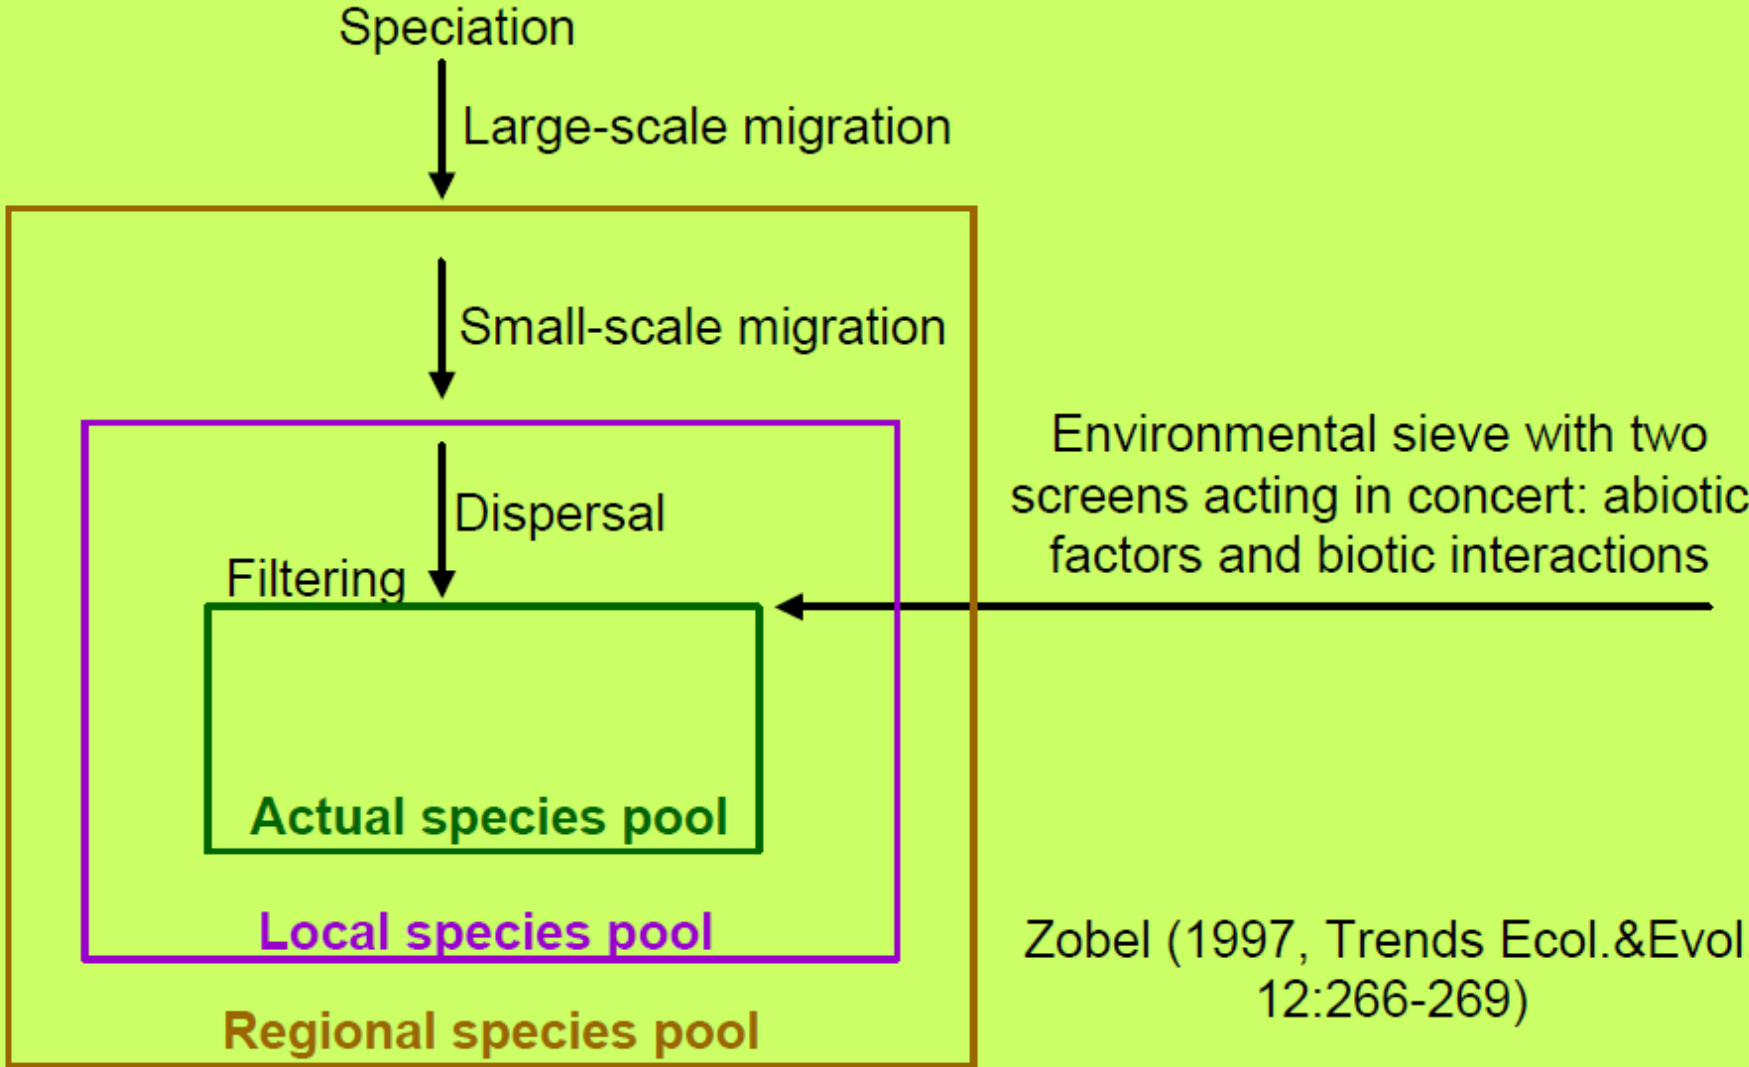 Speciation
Large-scale migration
Small-scale migration
Environmental sieve with two
screens acting in concert: abiotic
factors and biotic interactions
Dispersal
Filtering
Actual species pool
Local species pool
Regional species pool
Zobel (1997, Trends Ecol.&Evol
12:266-269)